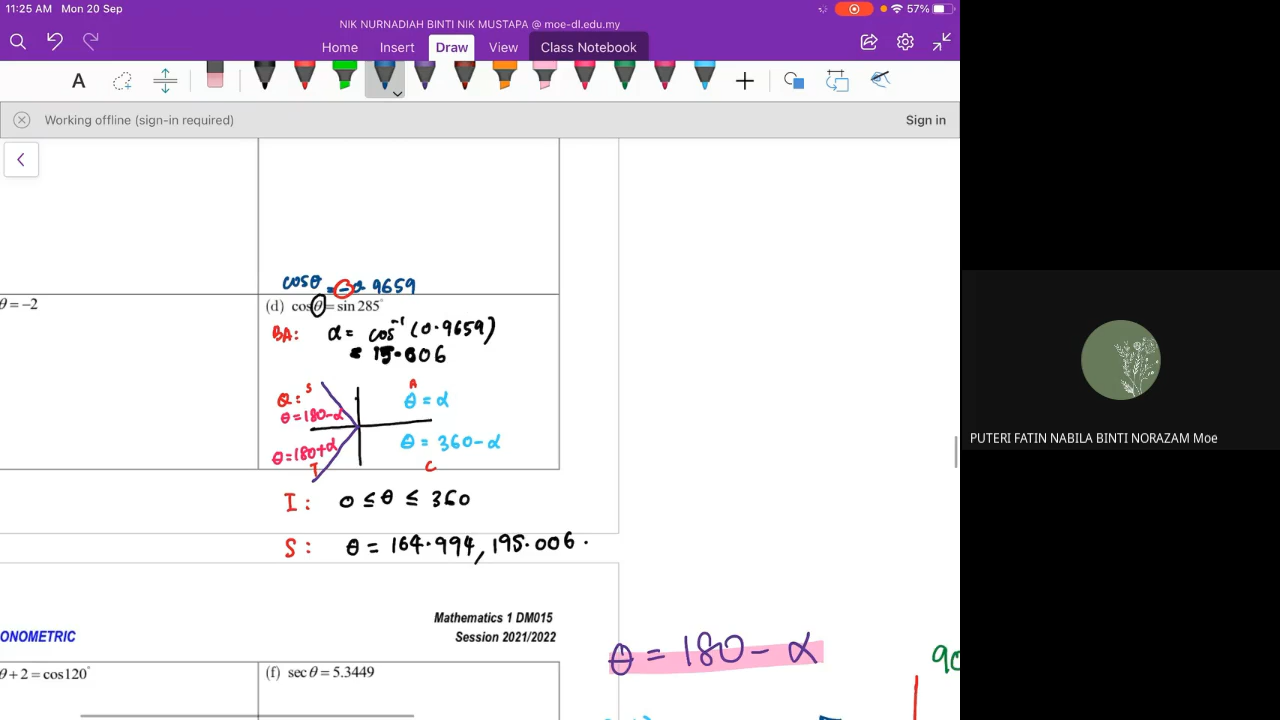 11:25 AM Mon 20 Sep
57%
NIK NURNADIAH BINTI NIK MUSTAPA @ moe-dl.edu.my
Home Insert Draw View Class Notebook
A
Working offline (sign-in required)
Sign in
cosθ = -0.9659
θ = −2
(d) cosθ = sin 285°
BA: α = cos⁻¹ (0.9659)
= 15.006
Q: S A
θ = 180-α θ = α
θ = 180+α θ = 360-α
T C
I: 0 ≤ θ ≤ 360
S: θ = 164.994, 195.006.
Mathematics 1 DM015
ONOMETRIC Session 2021/2022
θ = 180 - α
90
θ + 2 = cos120°
(f) sec θ = 5.3449
PUTERI FATIN NABILA BINTI NORAZAM Moe